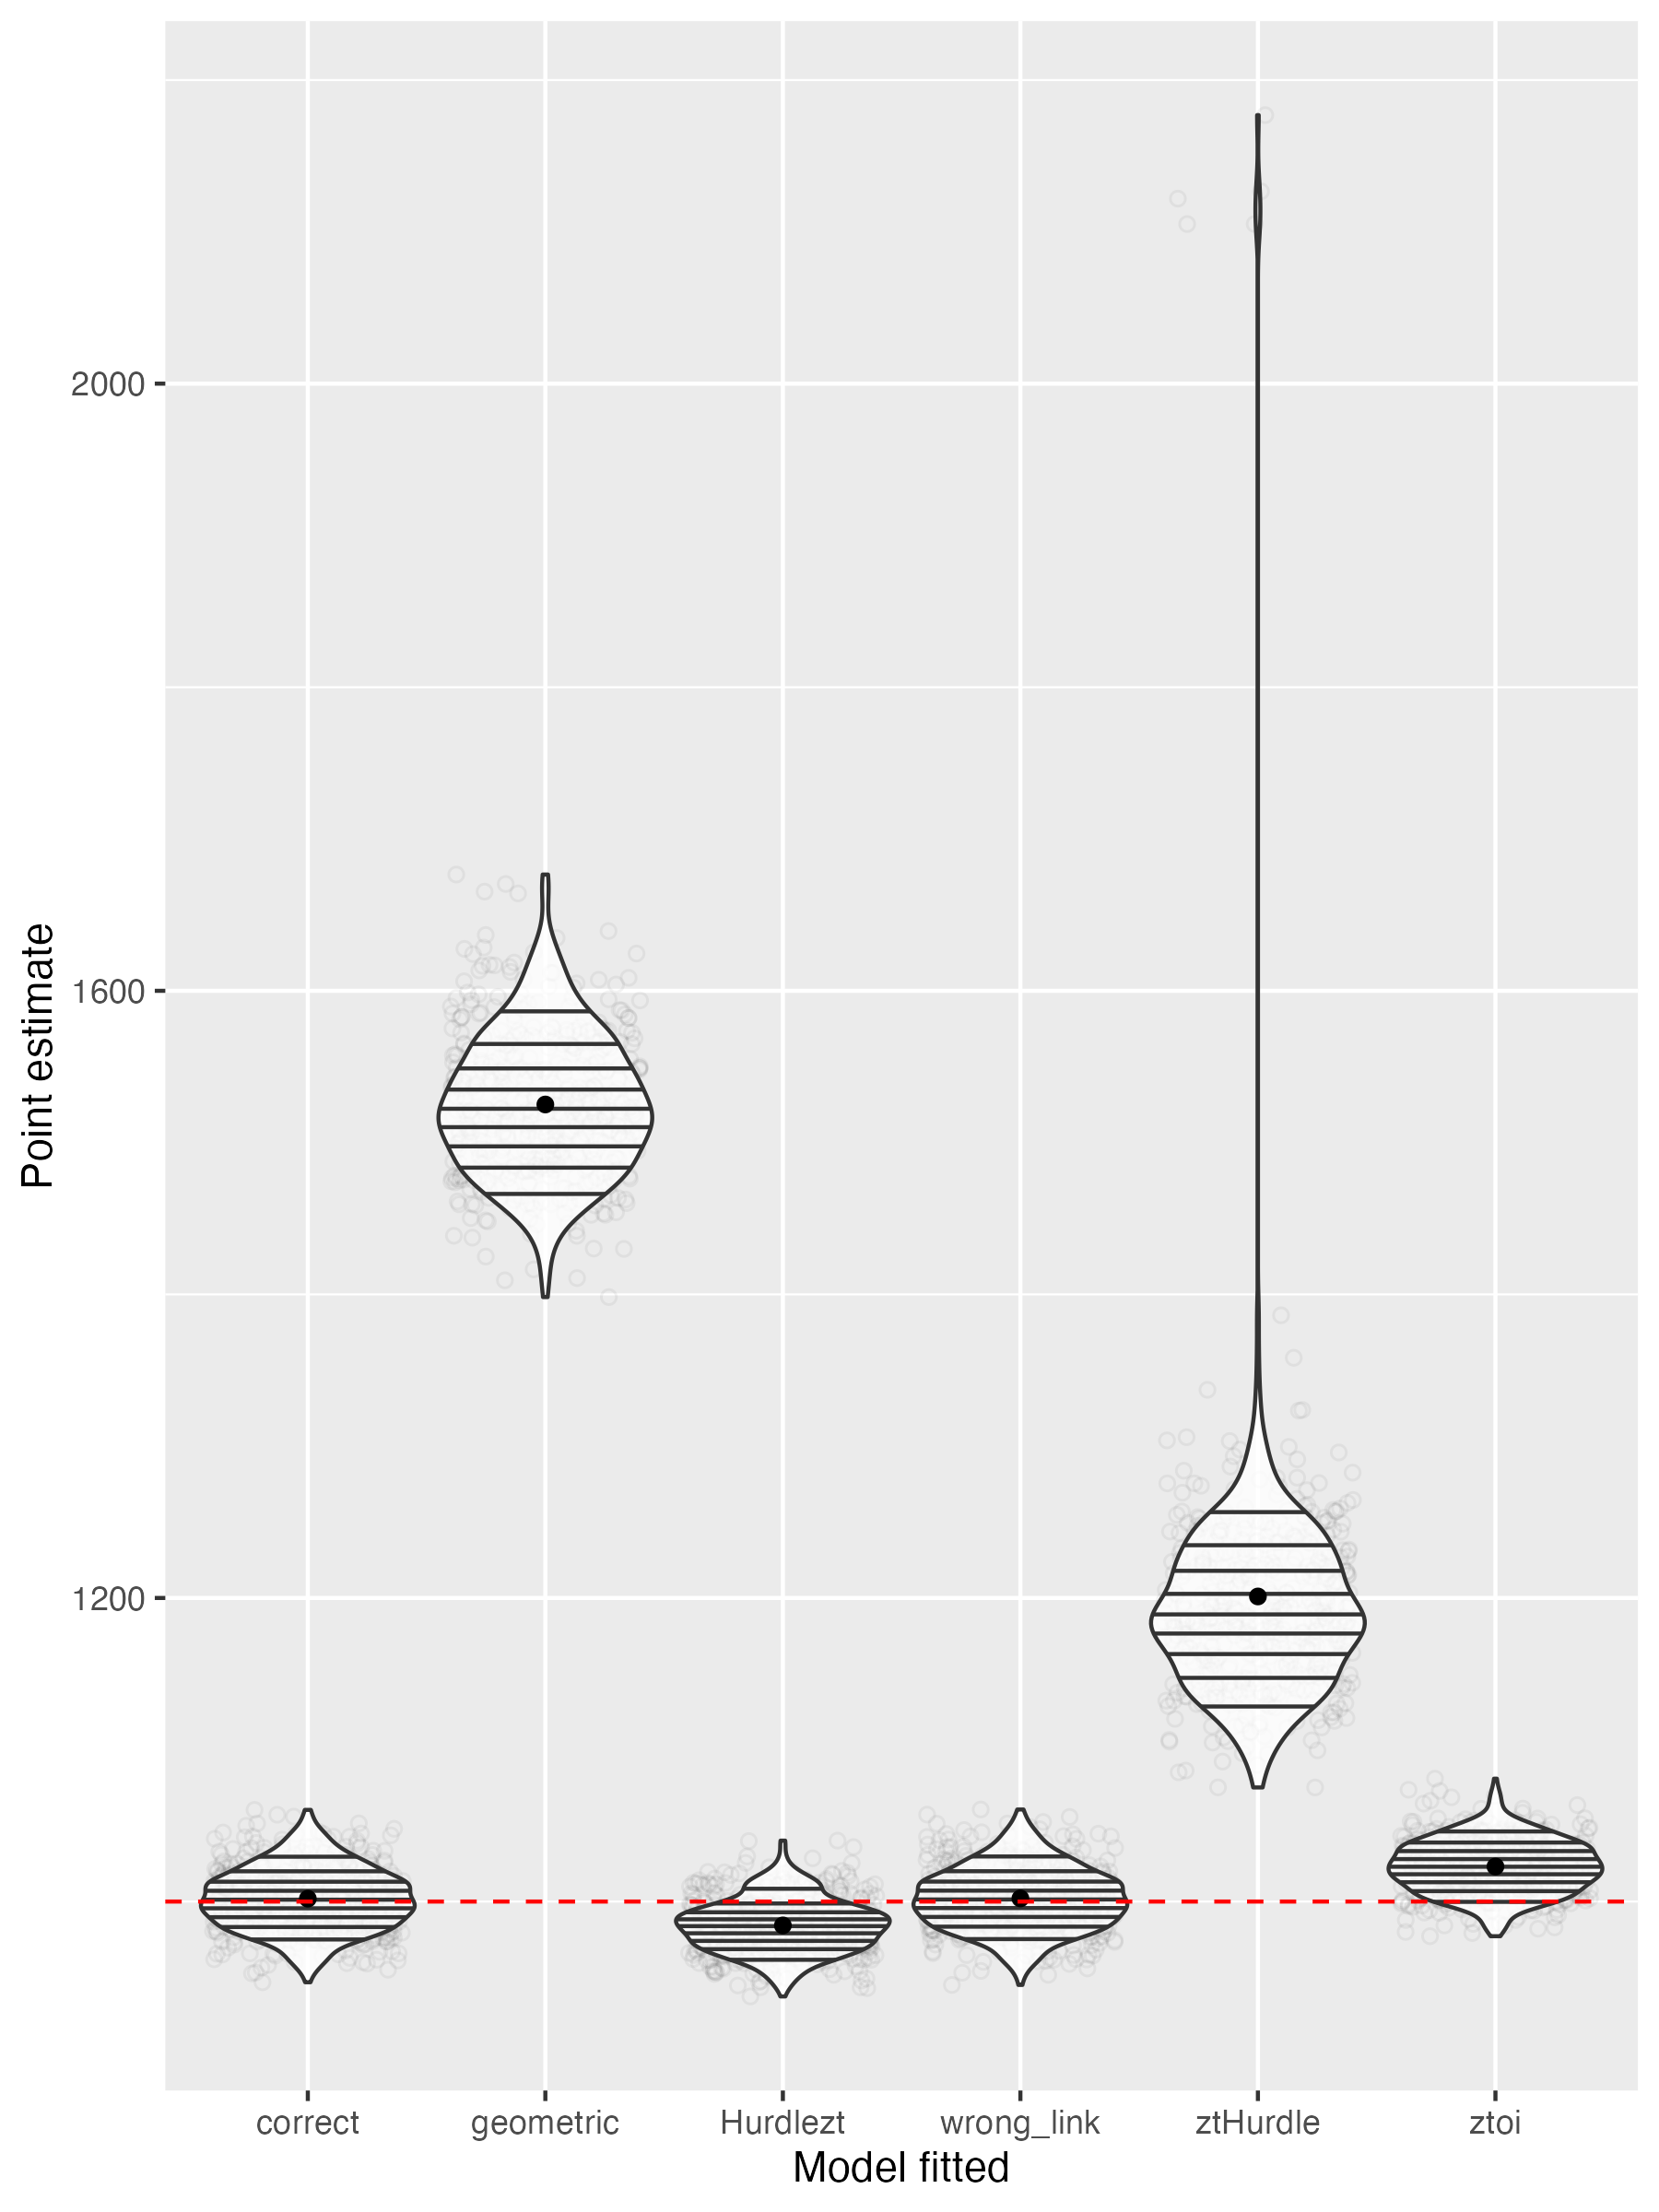 Point estimate
2000
1600
1200
correct geometric Hurdlezt wrong_link ztHurdle ztoi
Model fitted